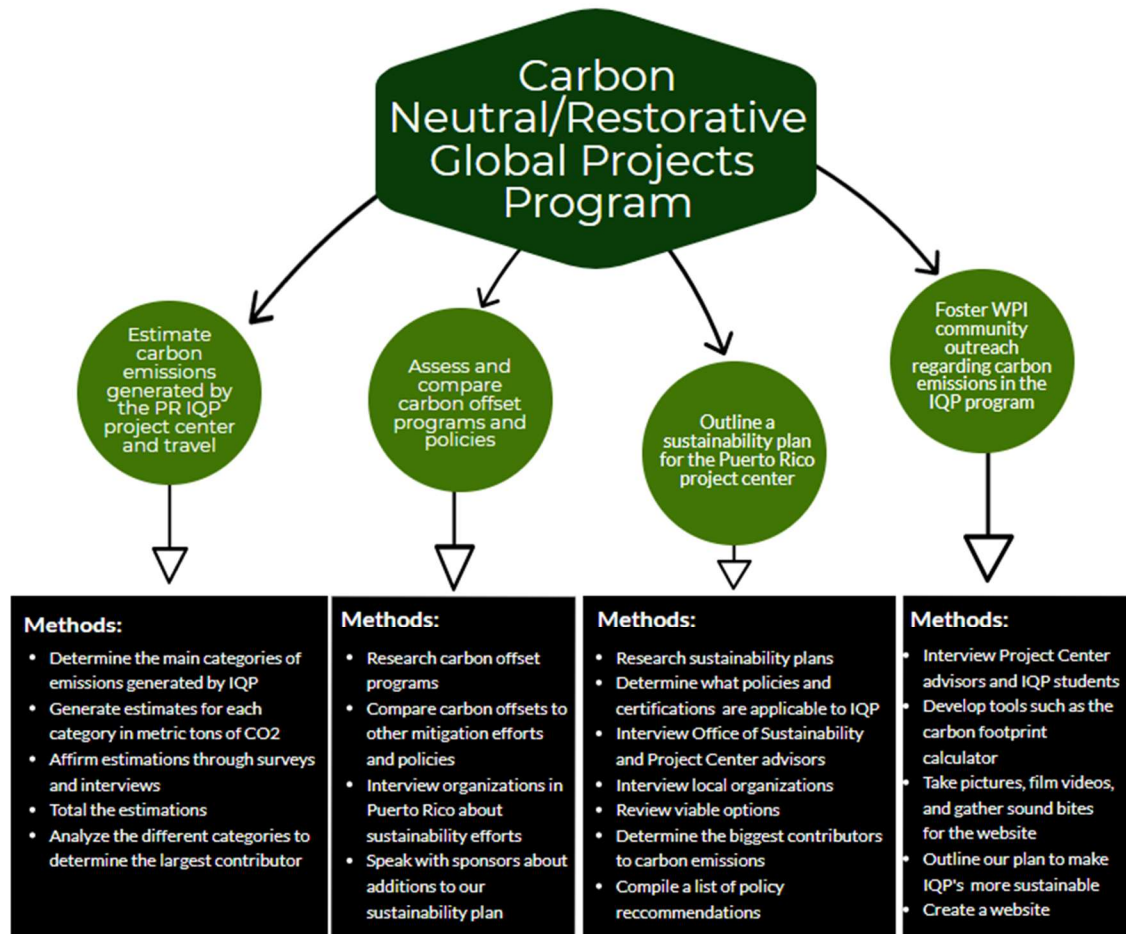 Carbon
Neutral/Restorative
Global Projects
Program
Estimate
carbon
emissions
generated by
the PR IQP
project center
and travel
Assess and
compare
carbon offset
programs and
policies
Outline a
sustainability plan
for the Puerto Rico
project center
Foster WPI
community
outreach
regarding carbon
emissions in the
IQP program
Methods:
• Determine the main categories of
emissions generated by IQP
• Generate estimates for each
category in metric tons of CO2
• Affirm estimations through surveys
and interviews
• Total the estimations
• Analyze the different categories to
determine the largest contributor
Methods:
• Research carbon offset
programs
• Compare carbon offsets to
other mitigation efforts
and policies
• Interview organizations in
Puerto Rico about
sustainability efforts
• Speak with sponsors about
additions to our
sustainability plan
Methods:
• Research sustainability plans
• Determine what policies and
certifications are applicable to IQP
• Interview Office of Sustainability
and Project Center advisors
• Interview local organizations
• Review viable options
• Determine the biggest contributors
to carbon emissions
• Compile a list of policy
reccommendations
Methods:
• Interview Project Center
advisors and IQP students
• Develop tools such as the
carbon footprint
calculator
• Take pictures, film videos,
and gather sound bites
for the website
• Outline our plan to make
IQP's more sustainable
• Create a website